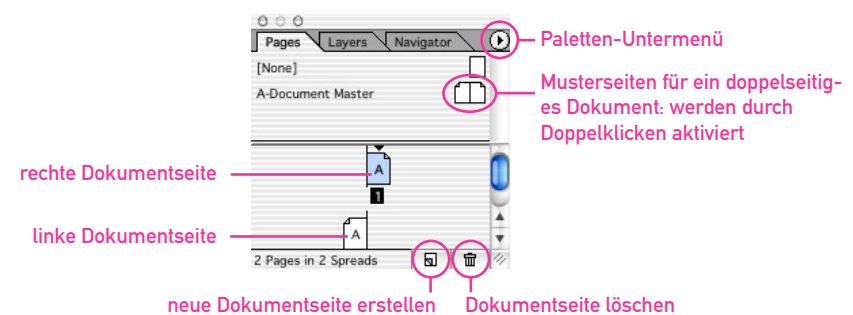 Pages Layers Navigator
Paletten-Untermenü
[None]
A-Document Master
Musterseiten für ein doppelseitig-
es Dokument: werden durch
Doppelklicken aktiviert
rechte Dokumentseite
A
1
linke Dokumentseite
A
2 Pages in 2 Spreads
neue Dokumentseite erstellen
Dokumentseite löschen